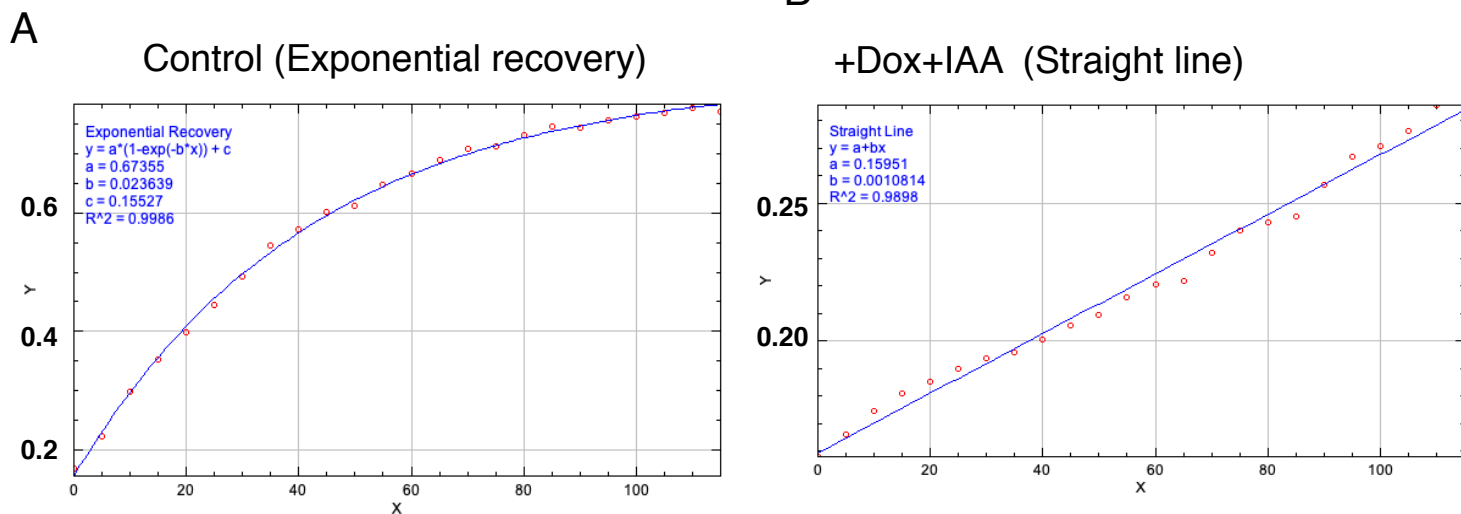 A
Control (Exponential recovery)
Exponential Recovery
y = a*(1-exp(-b*x)) + c
a = 0.67355
b = 0.023639
c = 0.15527
R^2 = 0.9986
0.6
0.4
0.2
Y
0 20 40 60 80 100
X
+Dox+IAA (Straight line)
Straight Line
y = a+bx
a = 0.15951
b = 0.0010814
R^2 = 0.9898
0.25
0.20
Y
0 20 40 60 80 100
X